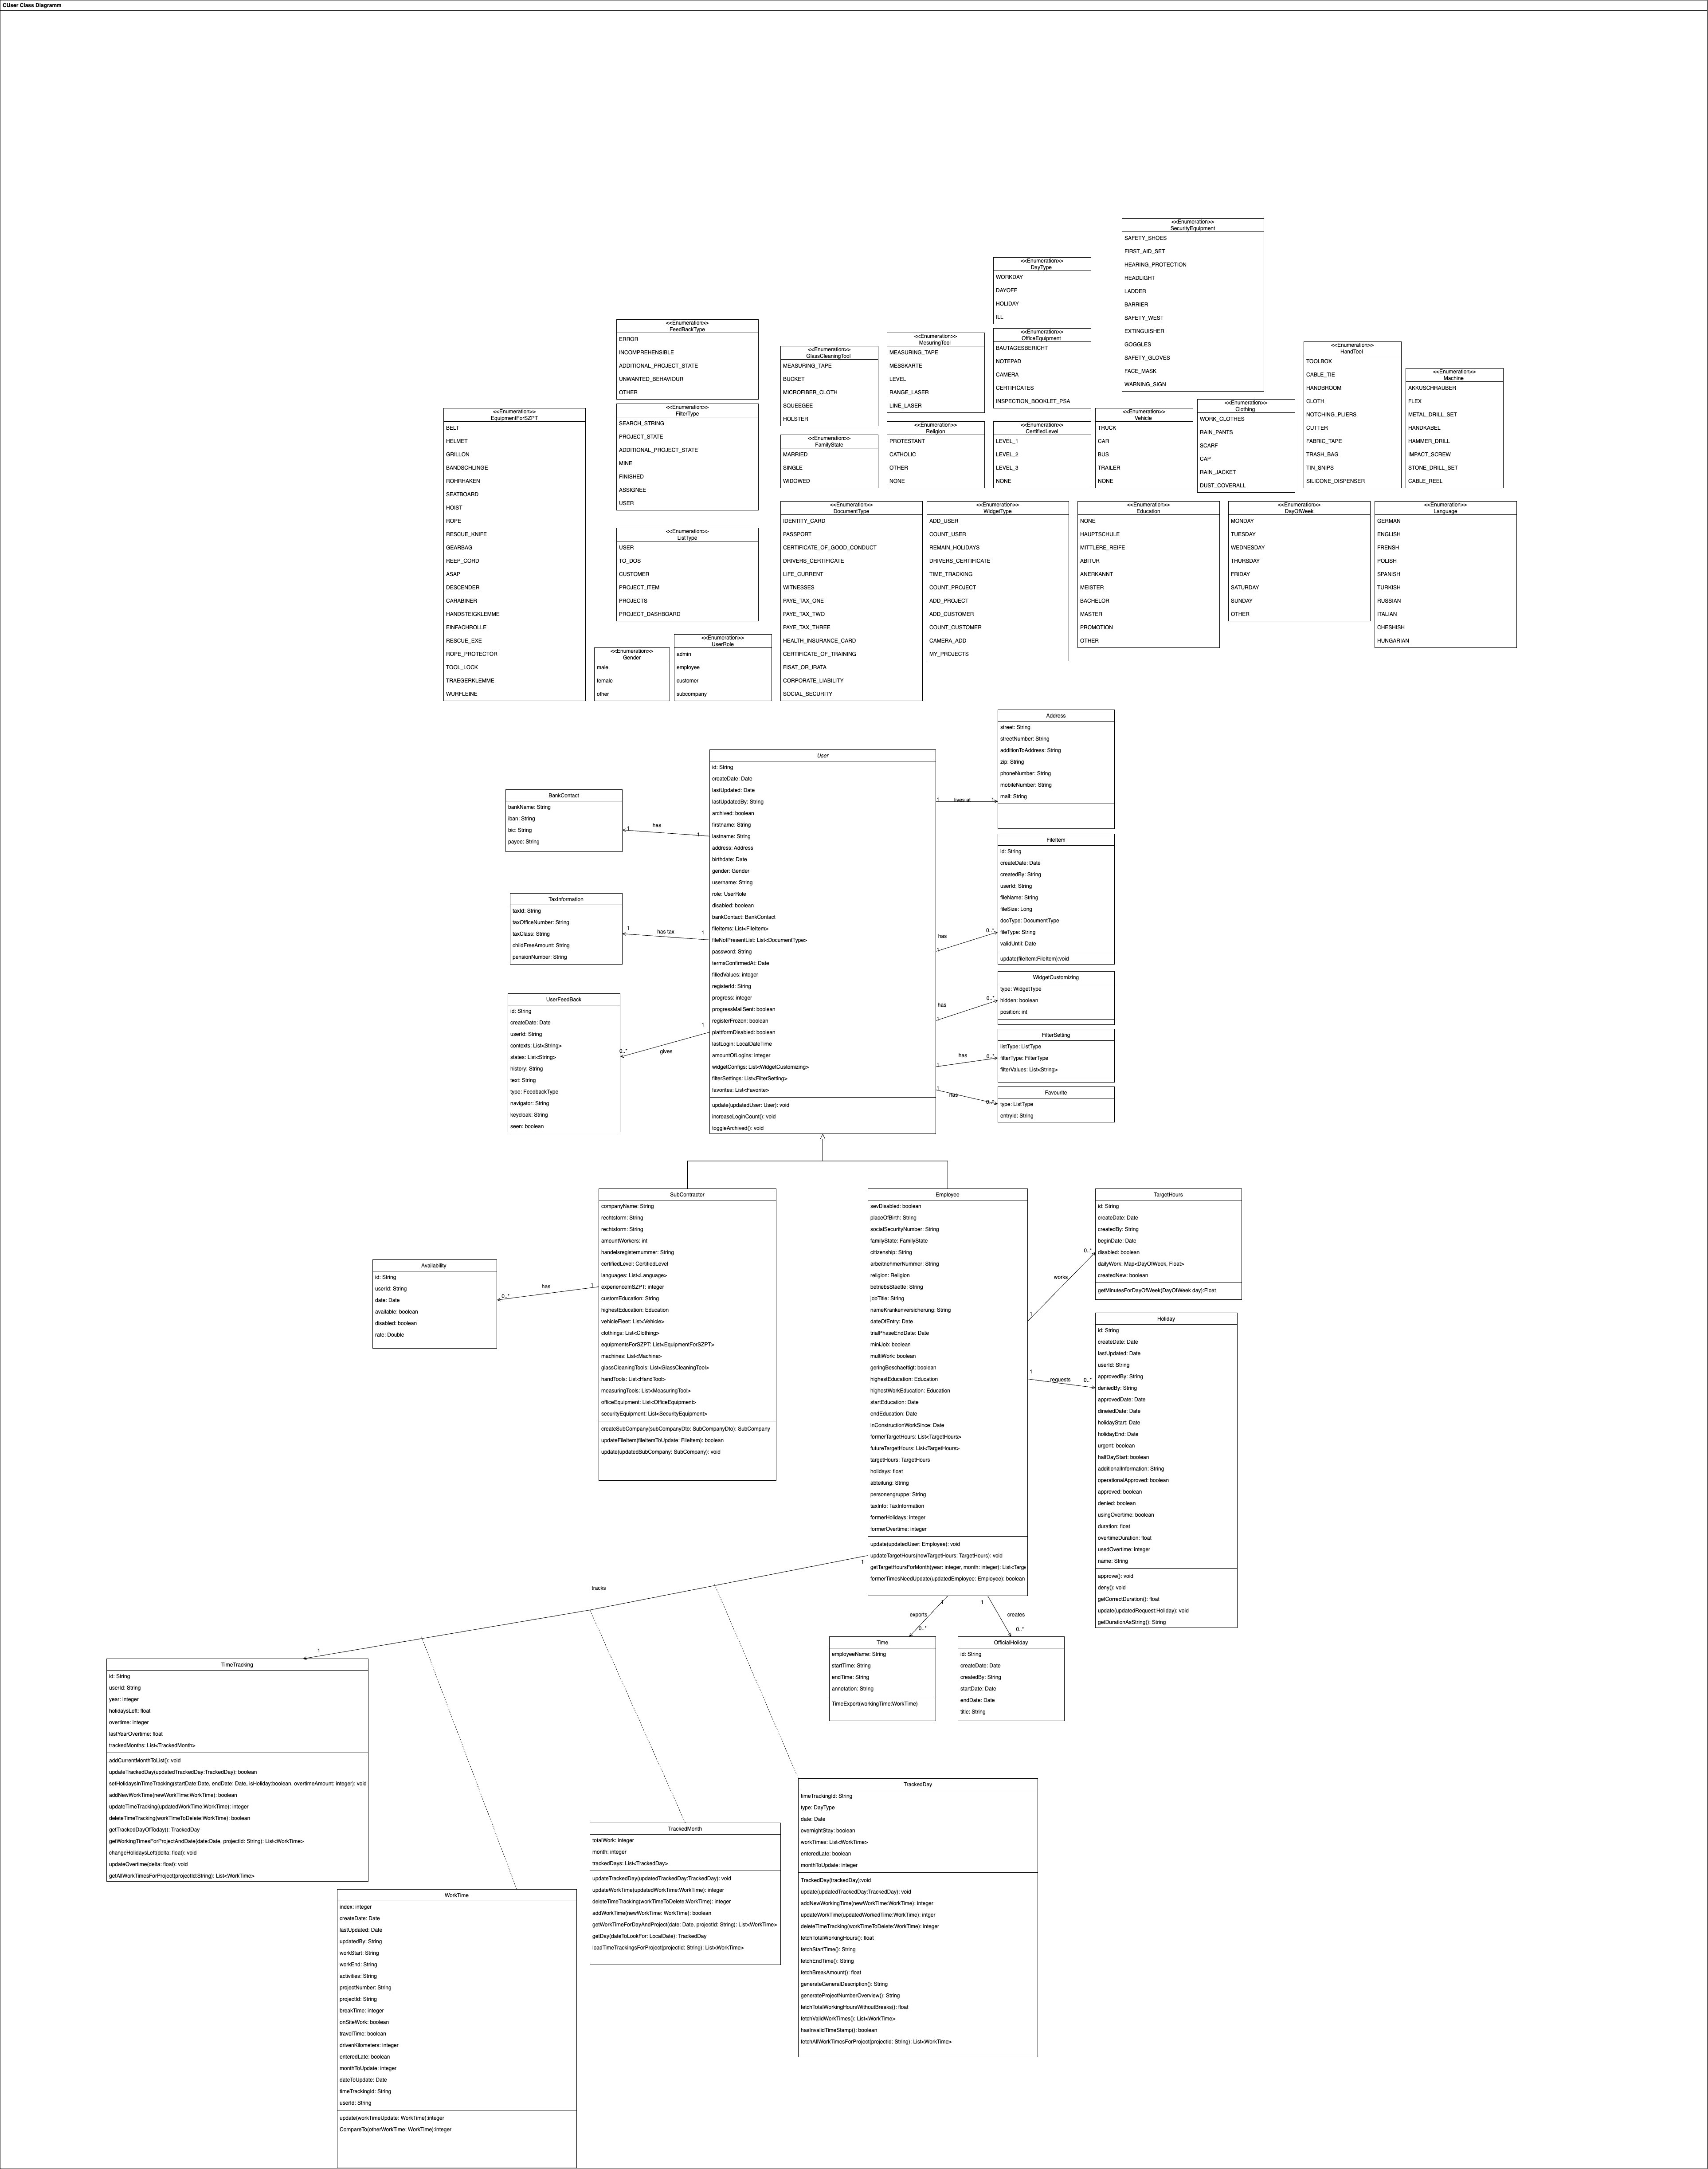 CUser Class Diagramm
<<Enumeration>>
SecurityEquipment
SAFETY_SHOES
FIRST_AID_SET
HEARING_PROTECTION
HEADLIGHT
LADDER
BARRIER
SAFETY_WEST
EXTINGUISHER
GOGGLES
SAFETY_GLOVES
FACE_MASK
WARNING_SIGN
<<Enumeration>>
DayType
WORKDAY
DAYOFF
HOLIDAY
ILL
<<Enumeration>>
FeedBackType
ERROR
INCOMPREHENSIBLE
ADDITIONAL_PROJECT_STATE
UNWANTED_BEHAVIOUR
OTHER
<<Enumeration>>
GlassCleaningTool
MEASURING_TAPE
BUCKET
MICROFIBER_CLOTH
SQUEEGEE
HOLSTER
<<Enumeration>>
MesuringTool
MEASURING_TAPE
MESSKARTE
LEVEL
RANGE_LASER
LINE_LASER
<<Enumeration>>
OfficeEquipment
BAUTAGESBERICHT
NOTEPAD
CAMERA
CERTIFICATES
INSPECTION_BOOKLET_PSA
<<Enumeration>>
HandTool
TOOLBOX
CABLE_TIE
HANDBROOM
CLOTH
NOTCHING_PLIERS
CUTTER
FABRIC_TAPE
TRASH_BAG
TIN_SNIPS
SILICONE_DISPENSER
<<Enumeration>>
Machine
AKKUSCHRAUBER
FLEX
METAL_DRILL_SET
HANDKABEL
HAMMER_DRILL
IMPACT_SCREW
STONE_DRILL_SET
CABLE_REEL
<<Enumeration>>
EquipmentForSZPT
BELT
HELMET
GRILLON
BANDSCHLINGE
ROHRHAKEN
SEATBOARD
HOIST
ROPE
RESCUE_KNIFE
GEARBAG
REEP_CORD
ASAP
DESCENDER
CARABINER
HANDSTEIGKLEMME
EINFACHROLLE
RESCUE_EXE
ROPE_PROTECTOR
TOOL_LOCK
TRAEGERKLEMME
WURFLEINE
<<Enumeration>>
FilterType
SEARCH_STRING
PROJECT_STATE
ADDITIONAL_PROJECT_STATE
MINE
FINISHED
ASSIGNEE
USER
<<Enumeration>>
FamilyState
MARRIED
SINGLE
WIDOWED
<<Enumeration>>
Religion
PROTESTANT
CATHOLIC
OTHER
NONE
<<Enumeration>>
CertifiedLevel
LEVEL_1
LEVEL_2
LEVEL_3
NONE
<<Enumeration>>
Vehicle
TRUCK
CAR
BUS
TRAILER
NONE
<<Enumeration>>
Clothing
WORK_CLOTHES
RAIN_PANTS
SCARF
CAP
RAIN_JACKET
DUST_COVERALL
<<Enumeration>>
ListType
USER
TO_DOS
CUSTOMER
PROJECT_ITEM
PROJECTS
PROJECT_DASHBOARD
<<Enumeration>>
Gender
male
female
other
<<Enumeration>>
UserRole
admin
employee
customer
subcompany
<<Enumeration>>
DocumentType
IDENTITY_CARD
PASSPORT
CERTIFICATE_OF_GOOD_CONDUCT
DRIVERS_CERTIFICATE
LIFE_CURRENT
WITNESSES
PAYE_TAX_ONE
PAYE_TAX_TWO
PAYE_TAX_THREE
HEALTH_INSURANCE_CARD
CERTIFICATE_OF_TRAINING
FISAT_OR_IRATA
CORPORATE_LIABILITY
SOCIAL_SECURITY
<<Enumeration>>
WidgetType
ADD_USER
COUNT_USER
REMAIN_HOLIDAYS
DRIVERS_CERTIFICATE
TIME_TRACKING
COUNT_PROJECT
ADD_PROJECT
ADD_CUSTOMER
COUNT_CUSTOMER
CAMERA_ADD
MY_PROJECTS
<<Enumeration>>
Education
NONE
HAUPTSCHULE
MITTLERE_REIFE
ABITUR
ANERKANNT
MEISTER
BACHELOR
MASTER
PROMOTION
OTHER
<<Enumeration>>
DayOfWeek
MONDAY
TUESDAY
WEDNESDAY
THURSDAY
FRIDAY
SATURDAY
SUNDAY
OTHER
<<Enumeration>>
Language
GERMAN
ENGLISH
FRENSH
POLISH
SPANISH
TURKISH
RUSSIAN
ITALIAN
CHESHISH
HUNGARIAN
Address
street: String
streetNumber: String
additionToAddress: String
zip: String
phoneNumber: String
mobileNumber: String
mail: String
User
id: String
createDate: Date
lastUpdated: Date
lastUpdatedBy: String
archived: boolean
firstname: String
lastname: String
address: Address
birthdate: Date
gender: Gender
username: String
role: UserRole
disabled: boolean
bankContact: BankContact
fileItems: List<FileItem>
fileNotPresentList: List<DocumentType>
password: String
termsConfirmedAt: Date
filledValues: integer
registerId: String
progress: integer
progressMailSent: boolean
registerFrozen: boolean
plattformDisabled: boolean
lastLogin: LocalDateTime
amountOfLogins: integer
widgetConfigs: List<WidgetCustomizing>
filterSettings: List<FilterSetting>
favorites: List<Favorite>
update(updatedUser: User): void
increaseLoginCount(): void
toggleArchived(): void
1 lives at 1
BankContact
bankName: String
iban: String
bic: String
payee: String
1 has 1
TaxInformation
taxId: String
taxOfficeNumber: String
taxClass: String
childFreeAmount: String
pensionNumber: String
1 has tax 1
UserFeedBack
id: String
createDate: Date
userId: String
contexts: List<String>
states: List<String>
history: String
text: String
type: FeedbackType
navigator: String
keycloak: String
seen: boolean
0..* gives 1
FileItem
id: String
createDate: Date
createdBy: String
userId: String
fileName: String
fileSize: Long
docType: DocumentType
fileType: String
validUntil: Date
update(fileItem:FileItem):void
1 has 0..*
WidgetCustomizing
type: WidgetType
hidden: boolean
position: int
1 has 0..*
FilterSetting
listType: ListType
filterType: FilterType
filterValues: List<String>
1 has 0..*
Favourite
type: ListType
entryId: String
1 has 0..*
SubContractor
companyName: String
rechtsform: String
rechtsform: String
amountWorkers: int
handelsregisternummer: String
certifiedLevel: CertifiedLevel
languages: List<Language>
experienceInSZPT: integer
customEducation: String
highestEducation: Education
vehicleFleet: List<Vehicle>
clothings: List<Clothing>
equipmentsForSZPT: List<EquipmentForSZPT>
machines: List<Machine>
glassCleaningTools: List<GlassCleaningTool>
handTools: List<HandTool>
measuringTools: List<MeasuringTool>
officeEquipment: List<OfficeEquipment>
securityEquipment: List<SecurityEquipment>
createSubCompany(subCompanyDto: SubCompanyDto): SubCompany
updateFileItem(fileItemToUpdate: FileItem): boolean
update(updatedSubCompany: SubCompany): void
Availability
id: String
userId: String
date: Date
available: boolean
disabled: boolean
rate: Double
0..* has 1
Employee
sevDisabled: boolean
placeOfBirth: String
socialSecurityNumber: String
familyState: FamilyState
citizenship: String
arbeitnehmerNummer: String
religion: Religion
betriebsStaette: String
jobTitle: String
nameKrankenversicherung: String
dateOfEntry: Date
trialPhaseEndDate: Date
miniJob: boolean
multiWork: boolean
geringBeschaeftigt: boolean
highestEducation: Education
highestWorkEducation: Education
startEducation: Date
endEducation: Date
inConstructionWorkSince: Date
formerTargetHours: List<TargetHours>
futureTargetHours: List<TargetHours>
targetHours: TargetHours
holidays: float
abteilung: String
personengruppe: String
taxInfo: TaxInformation
formerHolidays: integer
formerOvertime: integer
update(updatedUser: Employee): void
updateTargetHours(newTargetHours: TargetHours): void
getTargetHoursForMonth(year: integer, month: integer): List<Targe
formerTimesNeedUpdate(updatedEmployee: Employee): boolean
TargetHours
id: String
createDate: Date
createdBy: String
beginDate: Date
disabled: boolean
dailyWork: Map<DayOfWeek, Float>
createdNew: boolean
getMinutesForDayOfWeek(DayOfWeek day):Float
1 works 0..*
Holiday
id: String
createDate: Date
lastUpdated: Date
userId: String
approvedBy: String
deniedBy: String
approvedDate: Date
dineiedDate: Date
holidayStart: Date
holidayEnd: Date
urgent: boolean
halfDayStart: boolean
additionalInformation: String
operationalApproved: boolean
approved: boolean
denied: boolean
usingOvertime: boolean
duration: float
overtimeDuration: float
usedOvertime: integer
name: String
approve(): void
deny(): void
getCorrectDuration(): float
update(updatedRequest:Holiday): void
getDurationAsString(): String
1 requests 0..*
1 exports 0..*
1 creates 0..*
Time
employeeName: String
startTime: String
endTime: String
annotation: String
TimeExport(workingTime:WorkTime)
OfficialHoliday
id: String
createDate: Date
createdBy: String
startDate: Date
endDate: Date
title: String
1 tracks 1
TimeTracking
id: String
userId: String
year: integer
holidaysLeft: float
overtime: integer
lastYearOvertime: float
trackedMonths: List<TrackedMonth>
addCurrentMonthToList(): void
updateTrackedDay(updatedTrackedDay:TrackedDay): boolean
setHolidaysInTimeTracking(startDate:Date, endDate: Date, isHoliday:boolean, overtimeAmount: integer): void
addNewWorkTime(newWorkTime:WorkTime): boolean
updateTimeTracking(updatedWorkTime:WorkTime): integer
deleteTimeTracking(workTimeToDelete:WorkTime): boolean
getTrackedDayOfToday(): TrackedDay
getWorkingTimesForProjectAndDate(date:Date, projectId: String): List<WorkTime>
changeHolidaysLeft(delta: float): void
updateOvertime(delta: float): void
getAllWorkTimesForProject(projectId:String): List<WorkTime>
TrackedDay
timeTrackingId: String
type: DayType
date: Date
overnightStay: boolean
workTimes: List<WorkTime>
enteredLate: boolean
monthToUpdate: integer
TrackedDay(trackedDay):void
update(updatedTrackedDay:TrackedDay): void
addNewWorkingTime(newWorkTime:WorkTime): integer
updateWorkTime(updatedWorkedTime:WorkTime): intger
deleteTimeTracking(workTimeToDelete:WorkTime): integer
fetchTotalWorkingHours(): float
fetchStartTime(): String
fetchEndTime(): String
fetchBreakAmount(): float
generateGeneralDescription(): String
generateProjectNumberOverview(): String
fetchTotalWorkingHoursWithoutBreaks(): float
fetchValidWorkTimes(): List<WorkTime>
hasInvalidTimeStamp(): boolean
fetchAllWorkTimesForProject(projectId: String): List<WorkTime>
TrackedMonth
totalWork: integer
month: integer
trackedDays: List<TrackedDay>
updateTrackedDay(updatedTrackedDay:TrackedDay): void
updateWorkTime(updatedWorkTime:WorkTime): integer
deleteTimeTracking(workTimeToDelete:WorkTime): integer
addWorkTime(newWorkTime: WorkTime): boolean
getWorkTimeForDayAndProject(date: Date, projectId: String): List<WorkTime>
getDay(dateToLookFor: LocalDate): TrackedDay
loadTimeTrackingsForProject(projectId: String): List<WorkTime>
WorkTime
index: integer
createDate: Date
lastUpdated: Date
updatedBy: String
workStart: String
workEnd: String
activities: String
projectNumber: String
projectId: String
breakTime: integer
onSiteWork: boolean
travelTime: boolean
drivenKilometers: integer
enteredLate: boolean
monthToUpdate: integer
dateToUpdate: Date
timeTrackingId: String
userId: String
update(workTimeUpdate: WorkTime):integer
CompareTo(otherWorkTime: WorkTime):integer